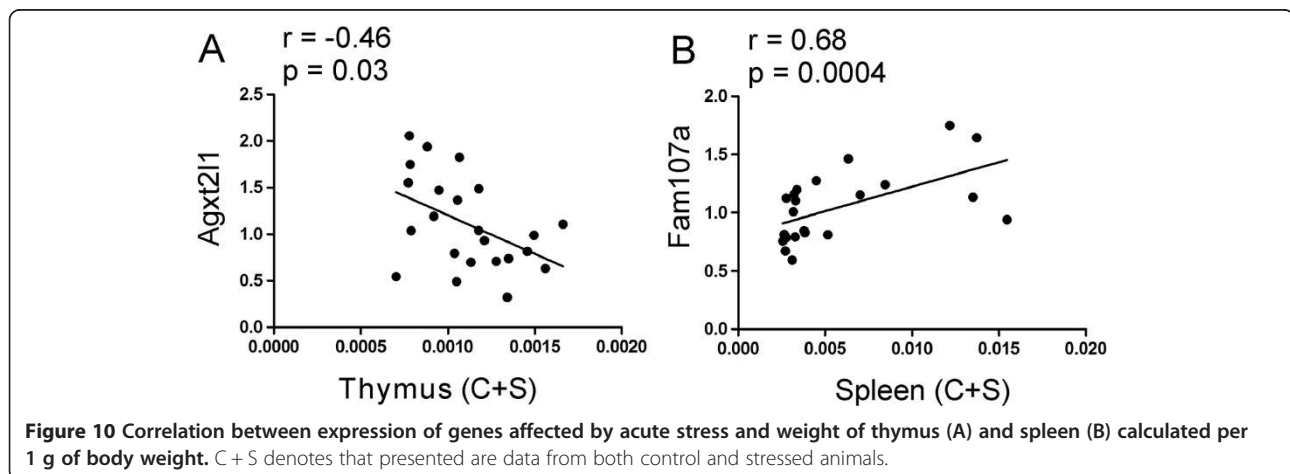 A
r = -0.46
p = 0.03
2.5
2.0
1.5
1.0
0.5
0.0
Agxt2l1
0.0000 0.0005 0.0010 0.0015 0.0020
Thymus (C+S)
B
r = 0.68
p = 0.0004
2.0
1.5
1.0
0.5
0.0
Fam107a
0.000 0.005 0.010 0.015 0.020
Spleen (C+S)
Figure 10 Correlation between expression of genes affected by acute stress and weight of thymus (A) and spleen (B) calculated per
1 g of body weight. C + S denotes that presented are data from both control and stressed animals.